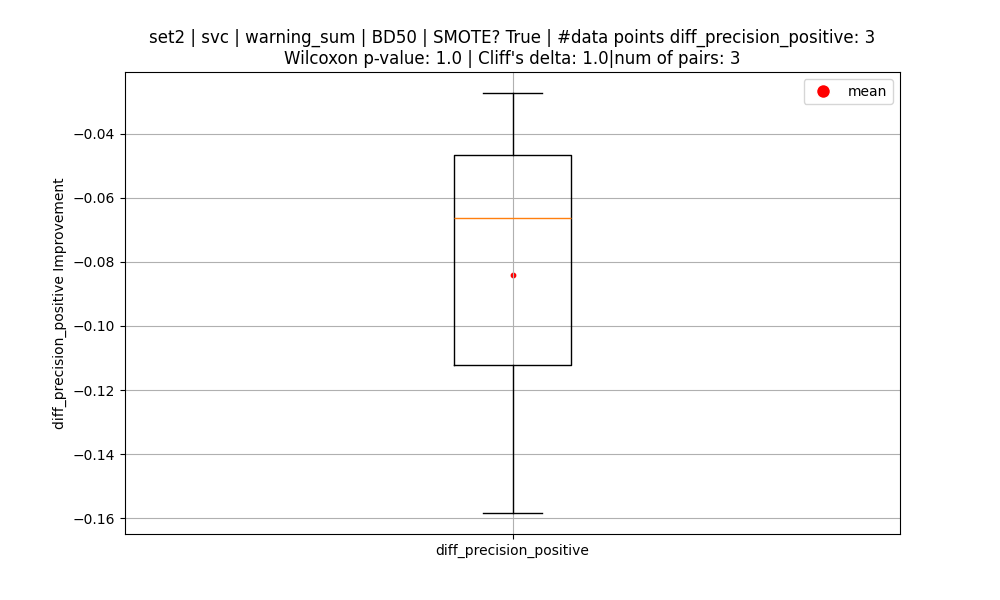 set2 | svc | warning_sum | BD50 | SMOTE? True | #data points diff_precision_positive: 3
Wilcoxon p-value: 1.0 | Cliff's delta: 1.0|num of pairs: 3
mean
−0.04
−0.06
−0.08
−0.10
−0.12
−0.14
−0.16
diff_precision_positive Improvement
diff_precision_positive